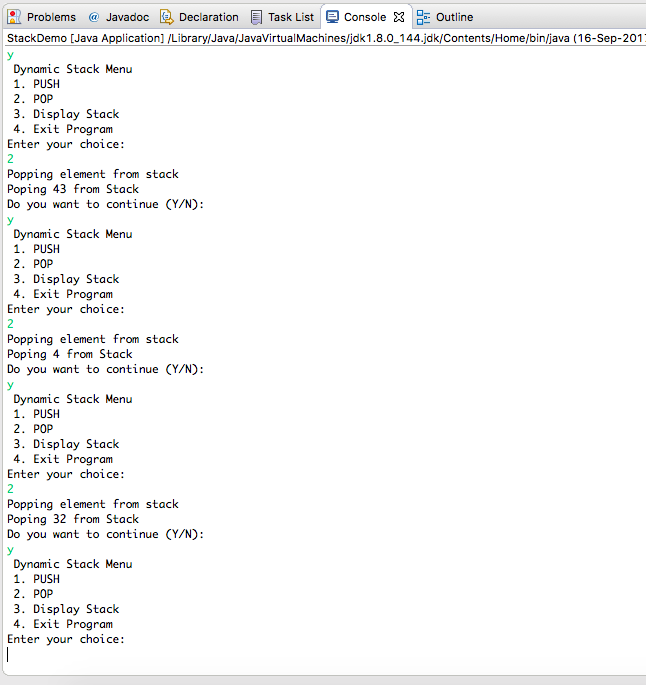 Problems @ Javadoc Declaration Task List Console Outline
StackDemo [Java Application] /Library/Java/JavaVirtualMachines/jdk1.8.0_144.jdk/Contents/Home/bin/java (16-Sep-201
y
Dynamic Stack Menu
1. PUSH
2. POP
3. Display Stack
4. Exit Program
Enter your choice:
2
Popping element from stack
Poping 43 from Stack
Do you want to continue (Y/N):
y
Dynamic Stack Menu
1. PUSH
2. POP
3. Display Stack
4. Exit Program
Enter your choice:
2
Popping element from stack
Poping 4 from Stack
Do you want to continue (Y/N):
y
Dynamic Stack Menu
1. PUSH
2. POP
3. Display Stack
4. Exit Program
Enter your choice:
2
Popping element from stack
Poping 32 from Stack
Do you want to continue (Y/N):
y
Dynamic Stack Menu
1. PUSH
2. POP
3. Display Stack
4. Exit Program
Enter your choice: